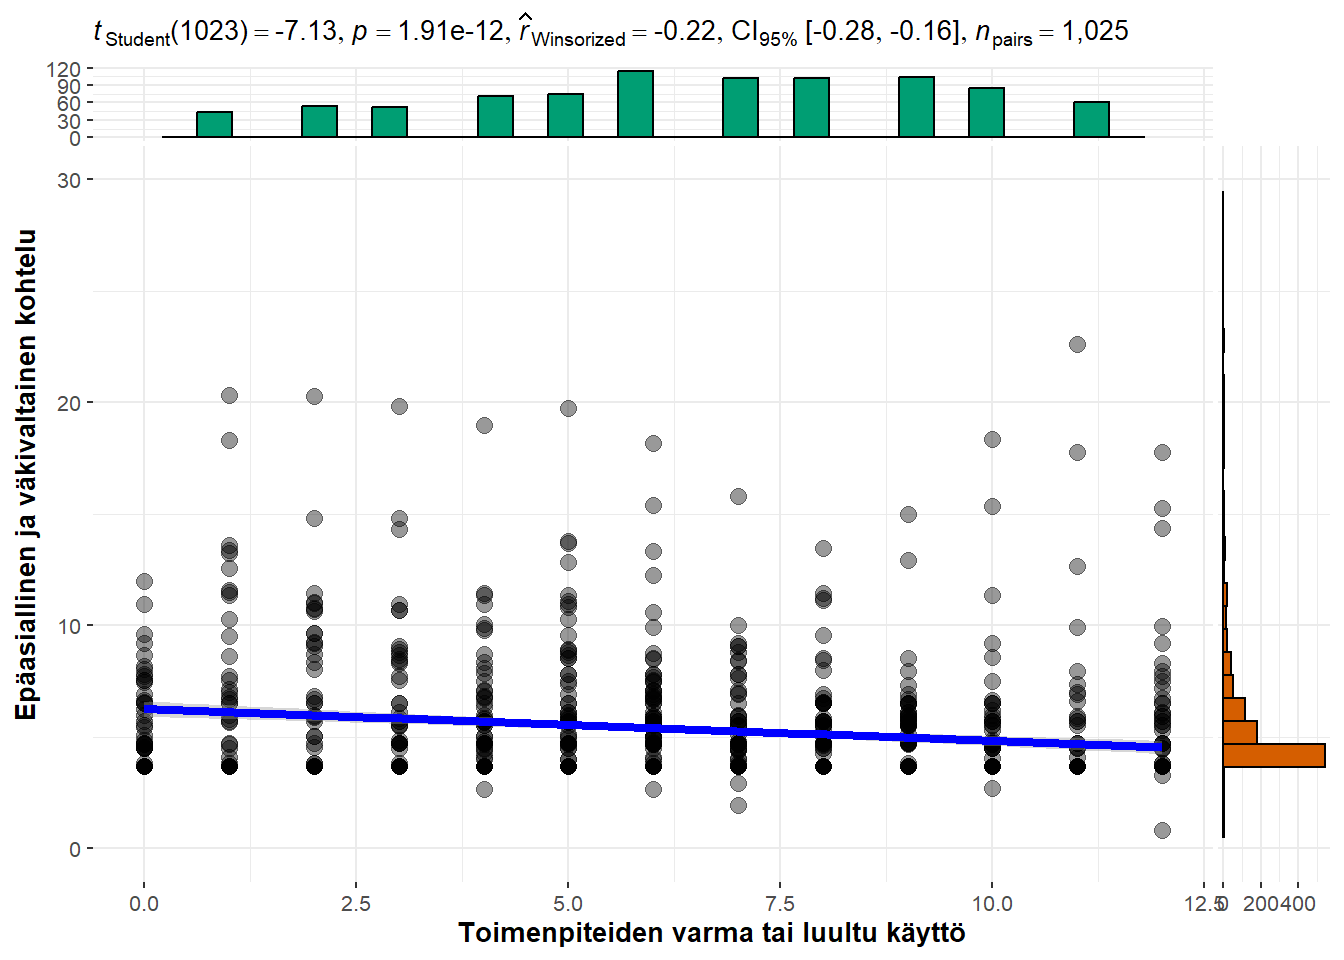 t Student(1023) = -7.13, p = 1.91e-12, r̂ Winsorized = -0.22, CI95% [-0.28, -0.16], n pairs = 1,025
120
90
60
30
0
30
20
10
0
Epäasiallinen ja väkivaltainen kohtelu
0.0 2.5 5.0 7.5 10.0 12.5
0 200 400
Toimenpiteiden varma tai luultu käyttö